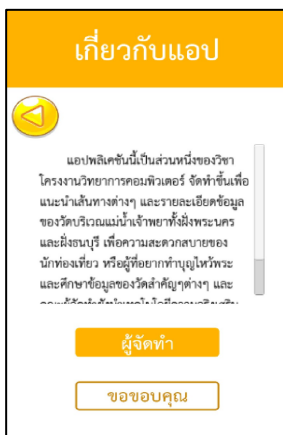 เกี่ยวกับแอป
แอปพลิเคชันนี้เป็นส่วนหนึ่งของวิชา
โครงงานวิทยาการคอมพิวเตอร์ จัดทำขึ้นเพื่อ
แนะนำเส้นทางต่างๆ และรายละเอียดข้อมูล
ของวัดบริเวณแม่น้ำเจ้าพยาทั้งฝั่งพระนคร
และฝั่งธนบุรี เพื่อความสะดวกสบายของ
นักท่องเที่ยว หรือผู้ที่อยากทำบุญไหว้พระ
และศึกษาข้อมูลของวัดสำคัญๆต่างๆ และ
ผู้จัดทำ
ขอขอบคุณ